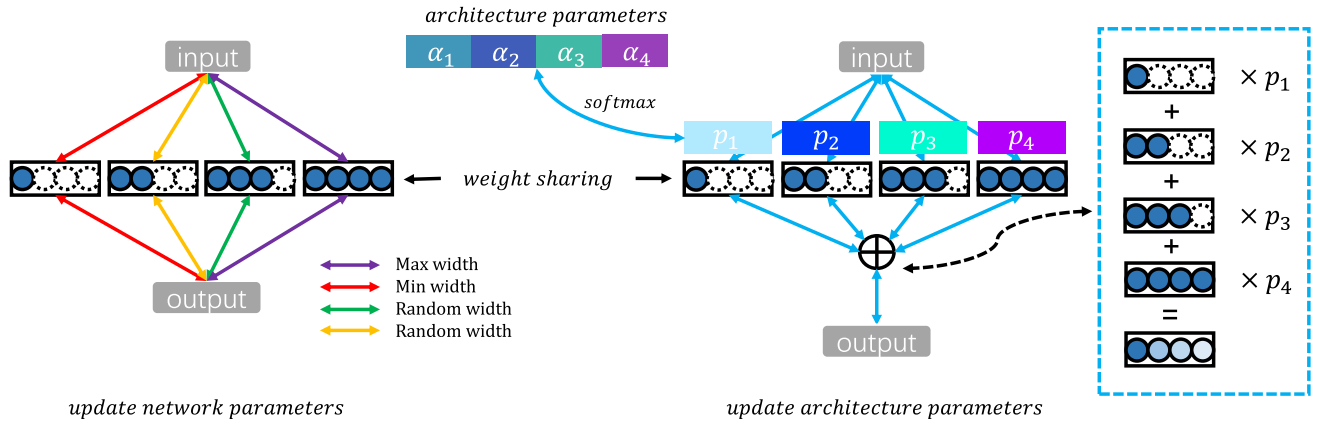 architecture parameters
α₁ α₂ α₃ α₄
input
softmax
input
p₁ p₂ p₃ p₄
weight sharing
output
Max width
Min width
Random width
Random width
output
× p₁
+
× p₂
+
× p₃
+
× p₄
=
update network parameters
update architecture parameters